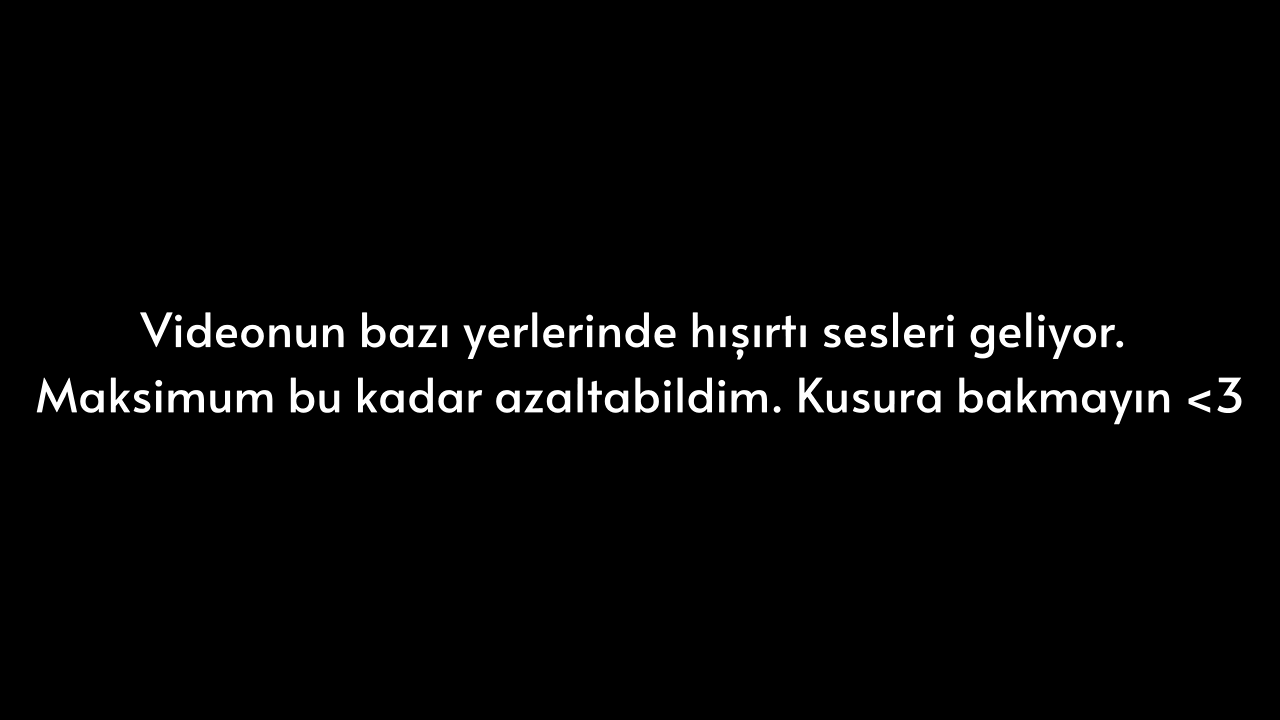 Videonun bazı yerlerinde hışırtı sesleri geliyor.
Maksimum bu kadar azaltabildim. Kusura bakmayın <3